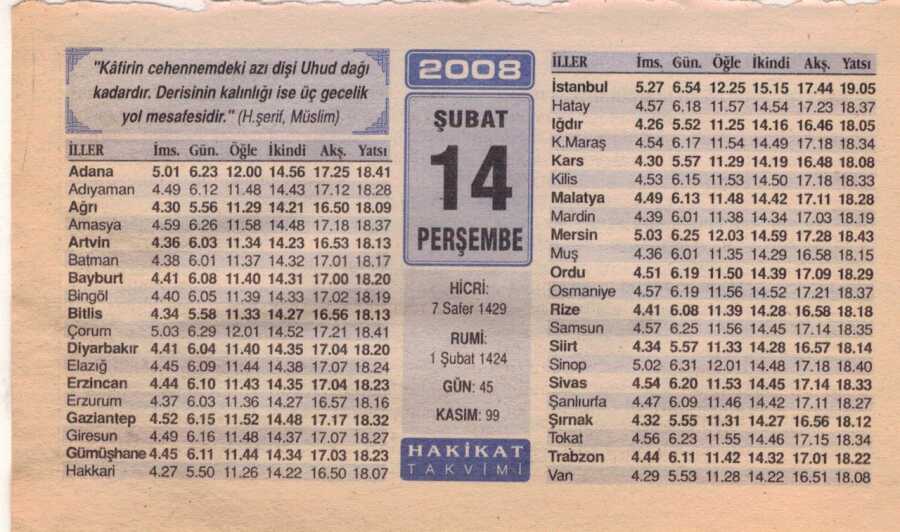 "Kâfirin cehennemdeki azı dişi Uhud dağı
kadardır. Derisinin kalınlığı ise üç gecelik
yol mesafesidir." (H.şerif, Müslim)
İLLER İms. Gün. Öğle İkindi Akş. Yatsı
Adana 5.01 6.23 12.00 14.56 17.25 18.41
Adıyaman 4.49 6.12 11.48 14.43 17.12 18.28
Ağrı 4.30 5.56 11.29 14.21 16.50 18.09
Amasya 4.59 6.26 11.58 14.48 17.18 18.37
Artvin 4.36 6.03 11.34 14.23 16.53 18.13
Batman 4.38 6.01 11.37 14.32 17.01 18.17
Bayburt 4.41 6.08 11.40 14.31 17.00 18.20
Bingöl 4.40 6.05 11.39 14.33 17.02 18.19
Bitlis 4.34 5.58 11.33 14.27 16.56 18.13
Çorum 5.03 6.29 12.01 14.52 17.21 18.41
Diyarbakır 4.41 6.04 11.40 14.35 17.04 18.20
Elazığ 4.45 6.09 11.44 14.38 17.07 18.24
Erzincan 4.44 6.10 11.43 14.35 17.04 18.23
Erzurum 4.37 6.03 11.36 14.27 16.57 18.16
Gaziantep 4.52 6.15 11.52 14.48 17.17 18.32
Giresun 4.49 6.16 11.48 14.37 17.07 18.27
Gümüşhane 4.45 6.11 11.44 14.34 17.03 18.23
Hakkari 4.27 5.50 11.26 14.22 16.50 18.07
2008
ŞUBAT
14
PERŞEMBE
HİCRİ:
7 Safer 1429
RUMİ:
1 Şubat 1424
GÜN: 45
KASIM: 99
HAKİKAT
TAKVİMİ
İLLER İms. Gün. Öğle İkindi Akş. Yatsı
İstanbul 5.27 6.54 12.25 15.15 17.44 19.05
Hatay 4.57 6.18 11.57 14.54 17.23 18.37
Iğdır 4.26 5.52 11.25 14.16 16.46 18.05
K.Maraş 4.54 6.17 11.54 14.49 17.18 18.34
Kars 4.30 5.57 11.29 14.19 16.48 18.08
Kilis 4.53 6.15 11.53 14.50 17.18 18.33
Malatya 4.49 6.13 11.48 14.42 17.11 18.28
Mardin 4.39 6.01 11.38 14.34 17.03 18.19
Mersin 5.03 6.25 12.03 14.59 17.28 18.43
Muş 4.36 6.01 11.35 14.29 16.58 18.15
Ordu 4.51 6.19 11.50 14.39 17.09 18.29
Osmaniye 4.57 6.19 11.56 14.52 17.21 18.37
Rize 4.41 6.08 11.39 14.28 16.58 18.18
Samsun 4.57 6.25 11.56 14.45 17.14 18.35
Siirt 4.34 5.57 11.33 14.28 16.57 18.14
Sinop 5.02 6.31 12.01 14.48 17.18 18.40
Sivas 4.54 6.20 11.53 14.45 17.14 18.33
Şanlıurfa 4.47 6.09 11.46 14.42 17.11 18.27
Şırnak 4.32 5.55 11.31 14.27 16.56 18.12
Tokat 4.56 6.23 11.55 14.46 17.15 18.34
Trabzon 4.44 6.11 11.42 14.32 17.01 18.22
Van 4.29 5.53 11.28 14.22 16.51 18.08